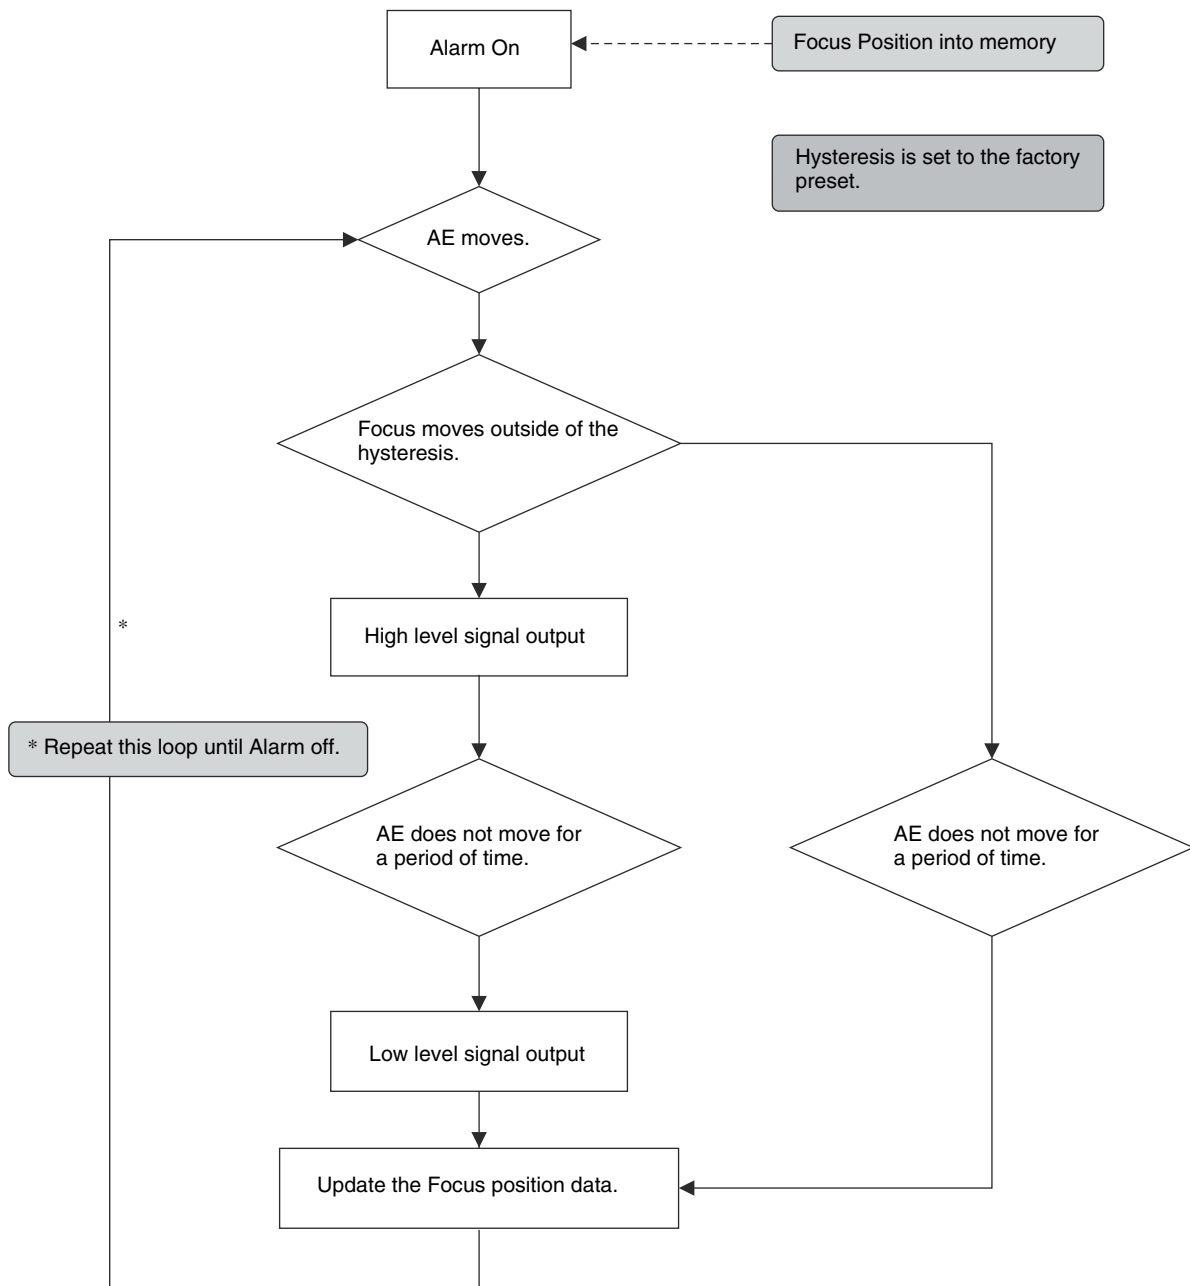 Alarm On
Focus Position into memory
Hysteresis is set to the factory
preset.
AE moves.
Focus moves outside of the
hysteresis.
*
High level signal output
* Repeat this loop until Alarm off.
AE does not move for
a period of time.
AE does not move for
a period of time.
Low level signal output
Update the Focus position data.